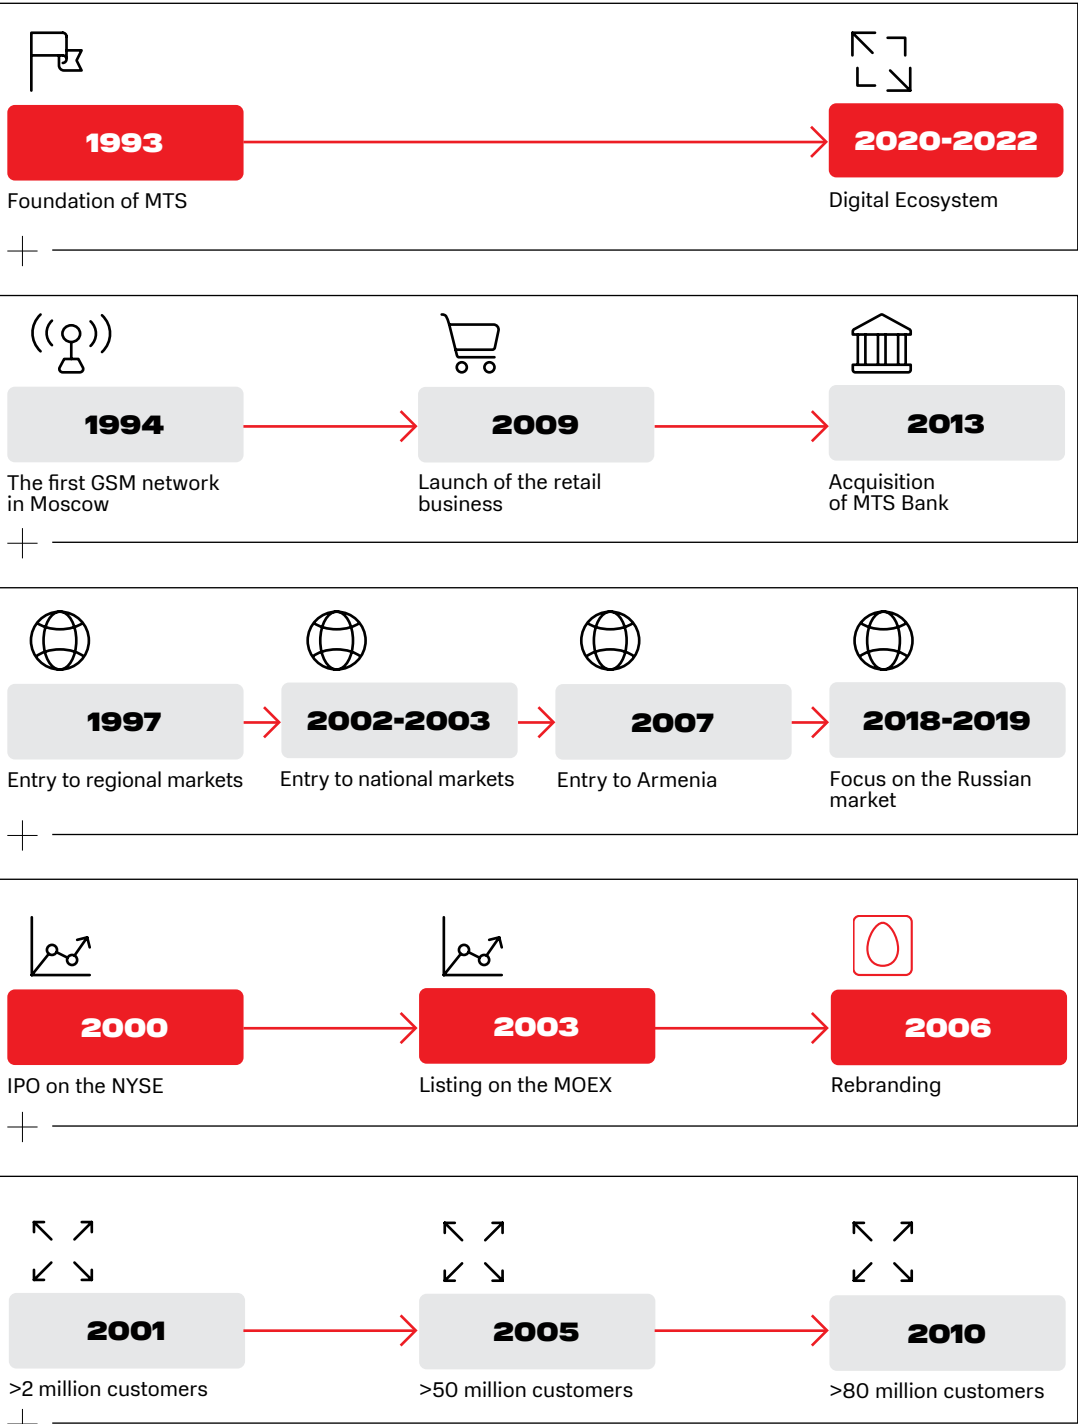 1993
2020-2022
Foundation of MTS
Digital Ecosystem
1994
2009
2013
The first GSM network
in Moscow
Launch of the retail
business
Acquisition
of MTS Bank
1997
2002-2003
2007
2018-2019
Entry to regional markets
Entry to national markets
Entry to Armenia
Focus on the Russian
market
2000
2003
2006
IPO on the NYSE
Listing on the MOEX
Rebranding
2001
2005
2010
>2 million customers
>50 million customers
>80 million customers